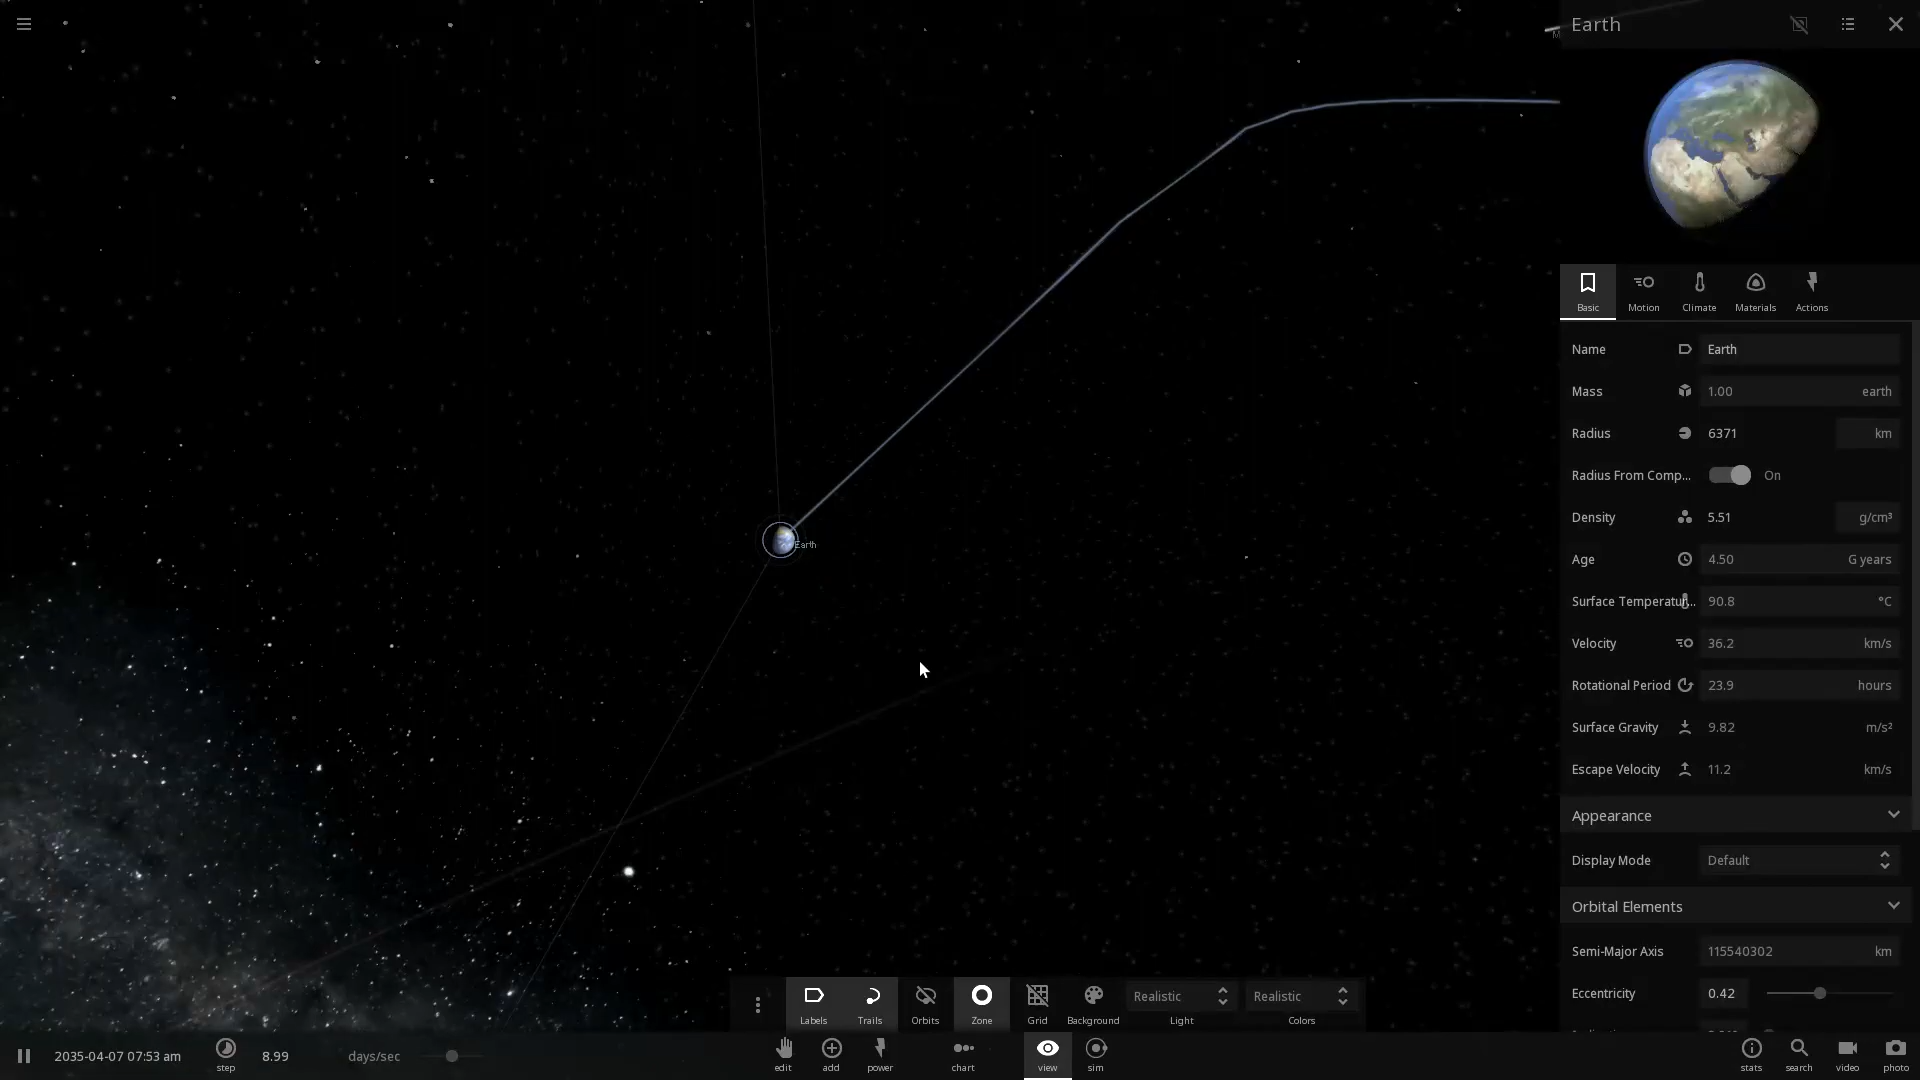 Earth
Earth
Basic
Motion
Climate
Materials
Actions
Name Earth
Mass 1.00 earth
Radius 6371 km
Radius From Comp... On
Density 5.51 g/cm³
Age 4.50 G years
Surface Temperatur... 90.8 °C
Velocity 36.2 km/s
Rotational Period 23.9 hours
Surface Gravity 9.82 m/s²
Escape Velocity 11.2 km/s
Appearance
Display Mode Default
Orbital Elements
Semi-Major Axis 115540302 km
Eccentricity 0.42
Labels
Trails
Orbits
Zone
Grid
Background
Realistic
Light
Realistic
Colors
2035-04-07 07:53 am
step
8.99 days/sec
edit
add
power
chart
view
sim
stats
search
video
photo